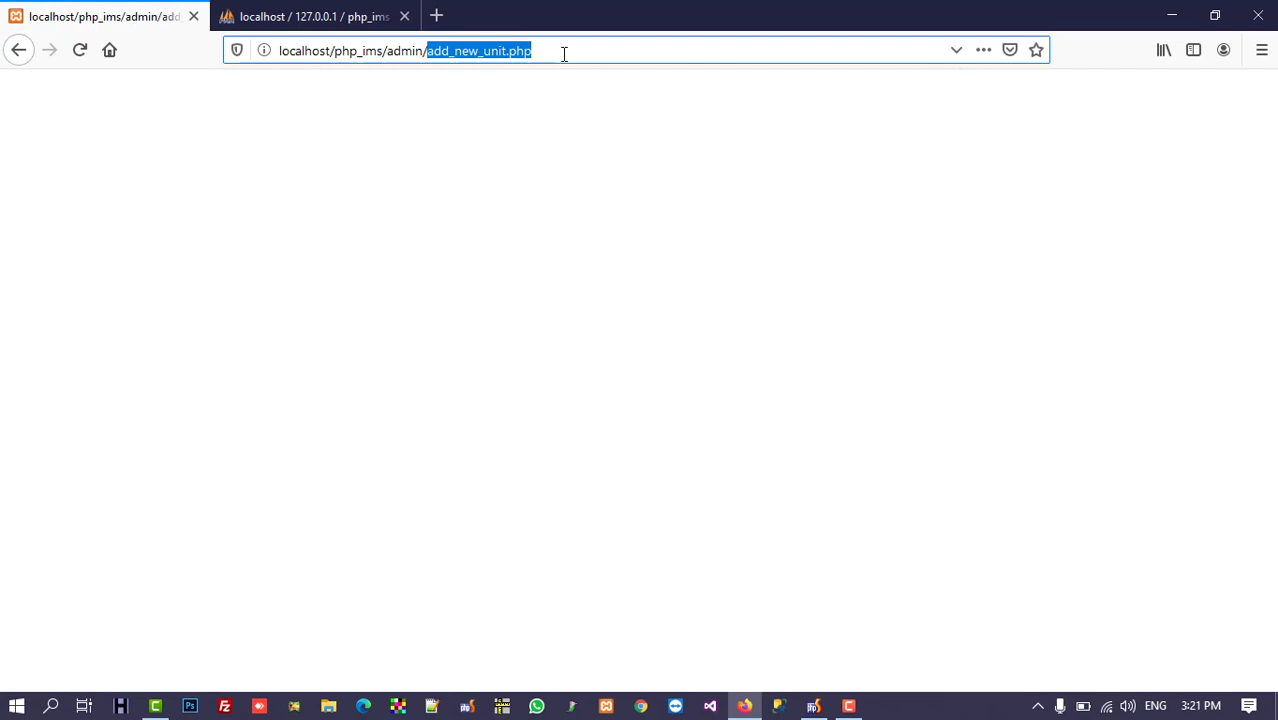 localhost/php_ims/admin/add
localhost / 127.0.0.1 / php_ims
localhost/php_ims/admin/add_new_unit.php
ENG
3:21 PM